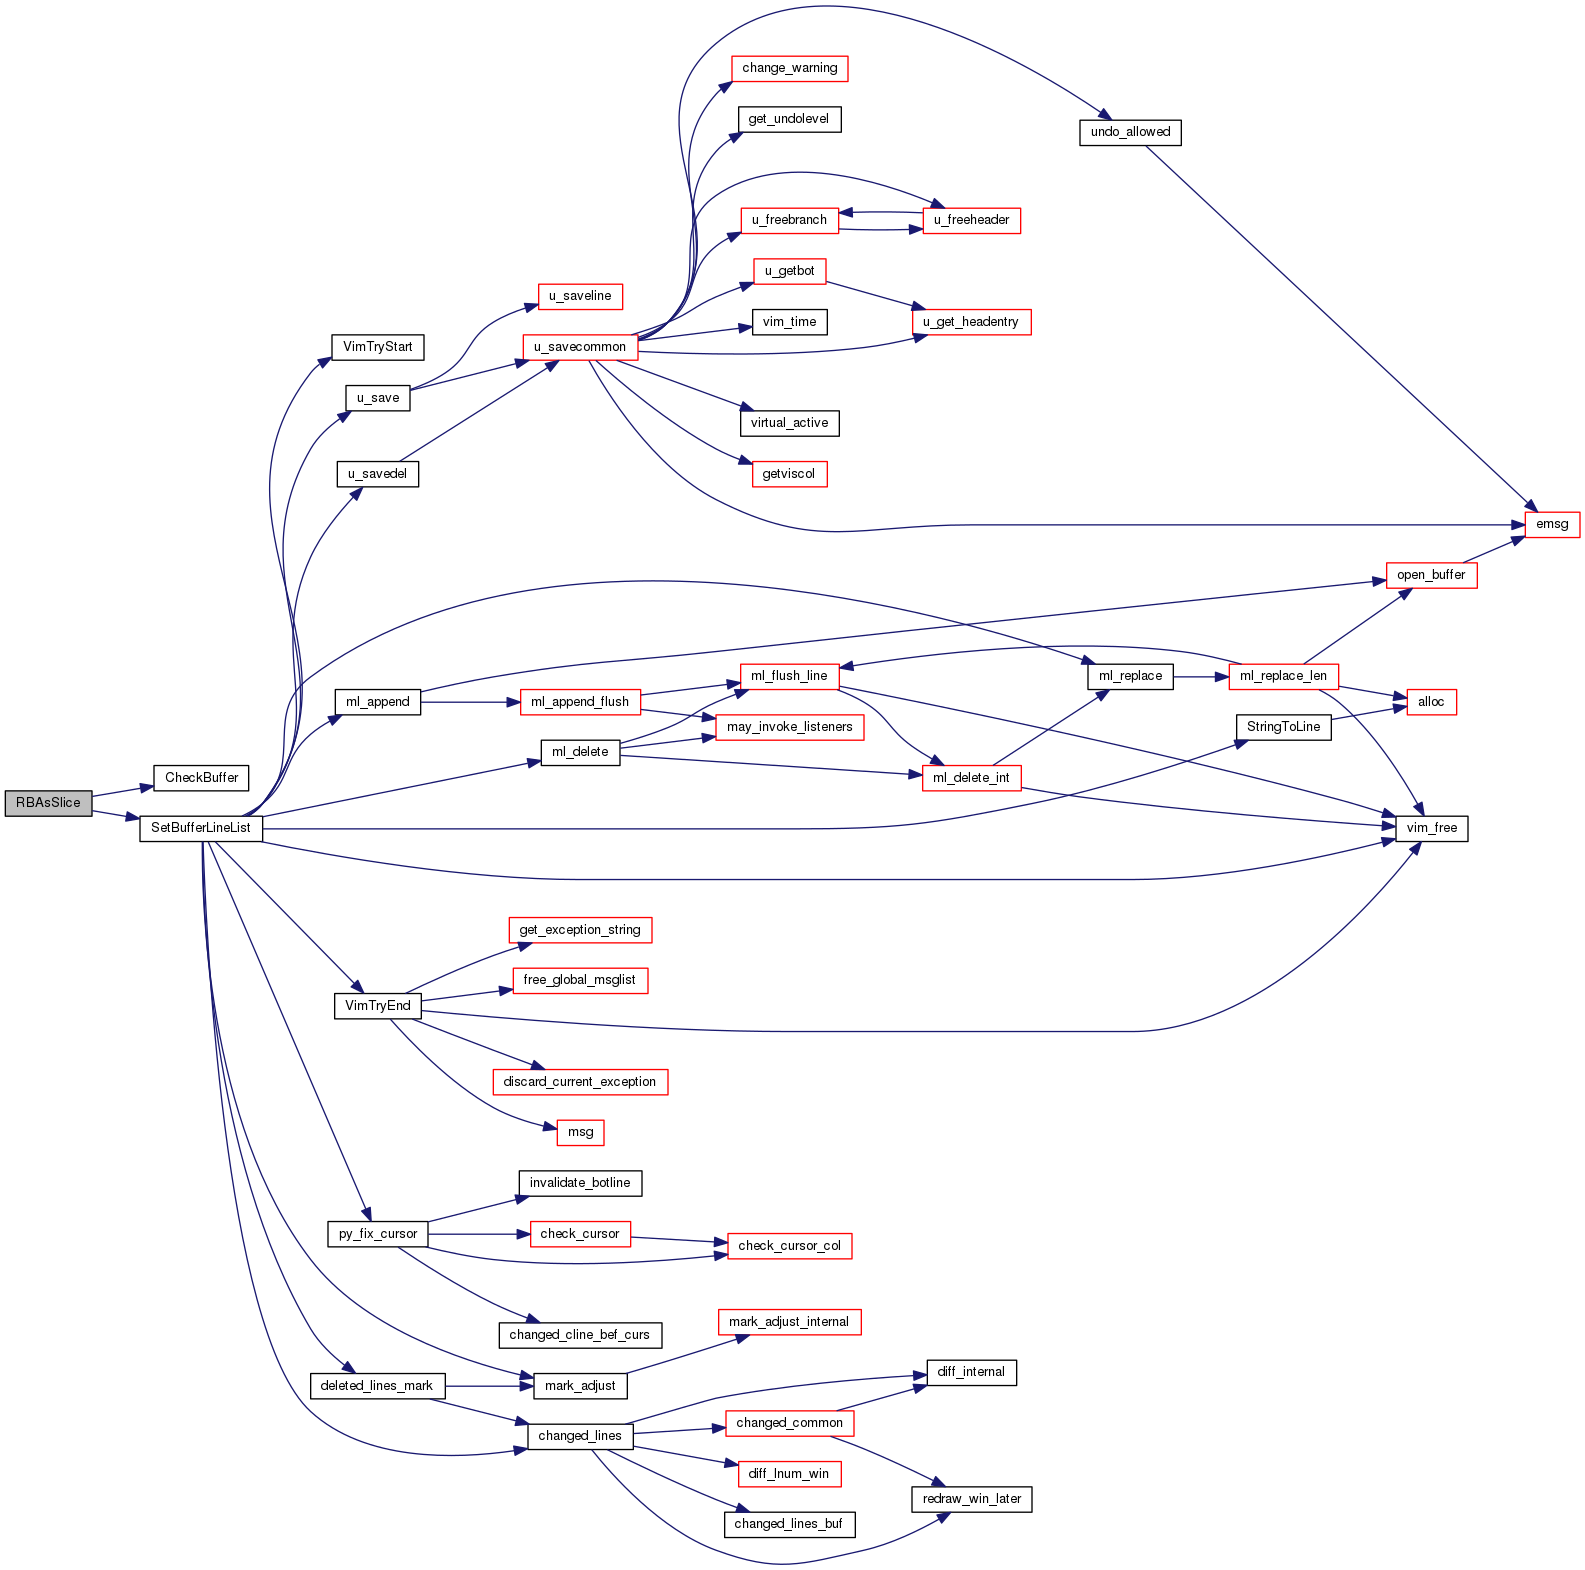 change_warning
get_undolevel
undo_allowed
u_freebranch
u_freeheader
u_getbot
u_saveline
vim_time
u_get_headentry
VimTryStart
u_savecommon
u_save
virtual_active
u_savedel
getviscol
emsg
open_buffer
ml_flush_line
ml_replace
ml_replace_len
ml_append
ml_append_flush
alloc
may_invoke_listeners
StringToLine
ml_delete
CheckBuffer
ml_delete_int
RBAsSlice
SetBufferLineList
vim_free
get_exception_string
free_global_msglist
VimTryEnd
discard_current_exception
msg
invalidate_botline
py_fix_cursor
check_cursor
check_cursor_col
mark_adjust_internal
changed_cline_bef_curs
diff_internal
deleted_lines_mark
mark_adjust
changed_common
changed_lines
diff_lnum_win
redraw_win_later
changed_lines_buf